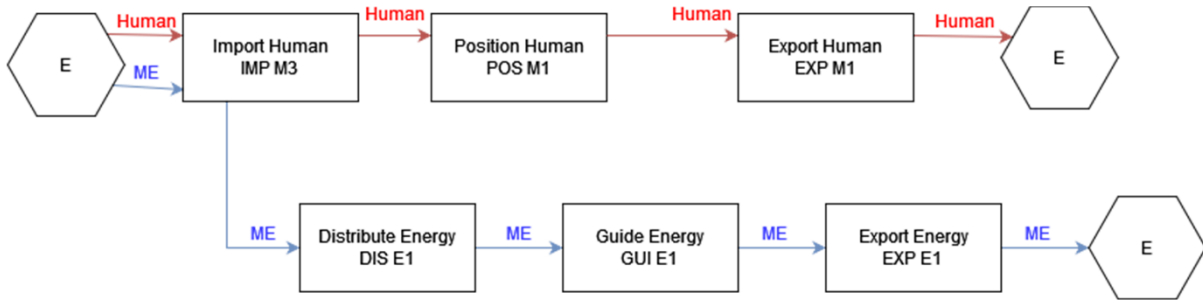 E
Human
ME
Import Human
IMP M3
Human
Position Human
POS M1
Human
Export Human
EXP M1
Human
E
ME
Distribute Energy
DIS E1
ME
Guide Energy
GUI E1
ME
Export Energy
EXP E1
ME
E